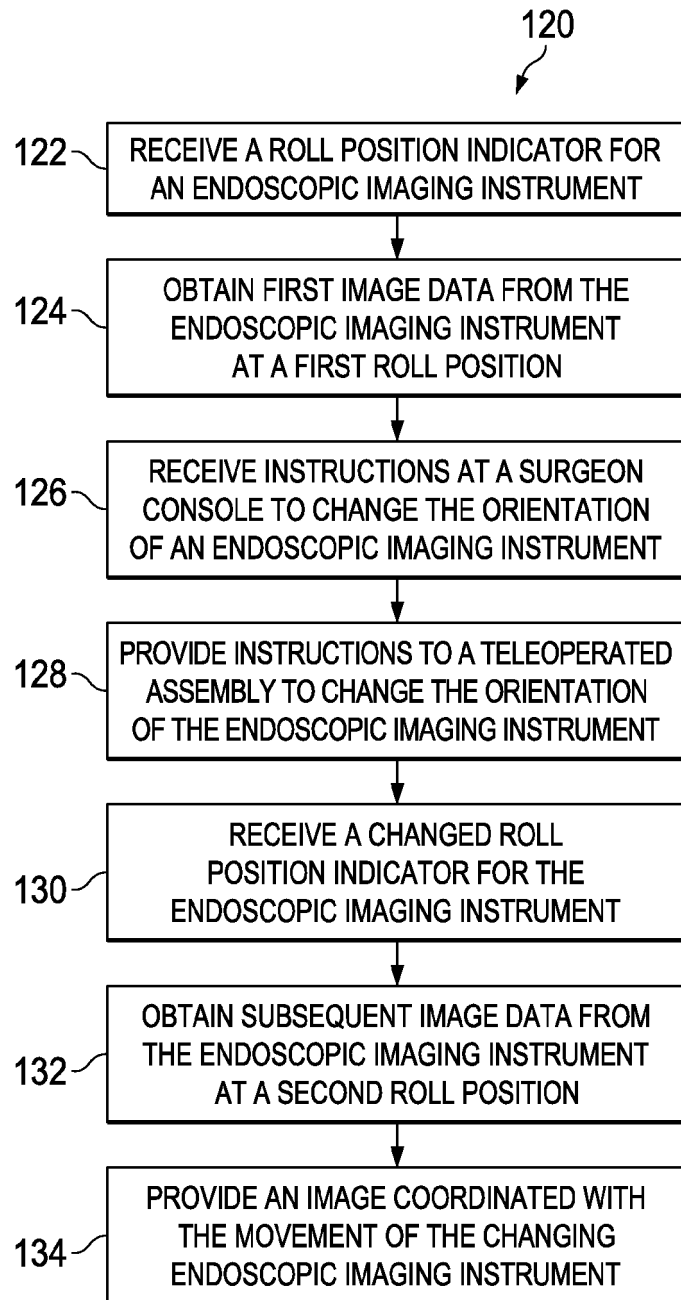 120
122
RECEIVE A ROLL POSITION INDICATOR FOR
AN ENDOSCOPIC IMAGING INSTRUMENT
124
OBTAIN FIRST IMAGE DATA FROM THE
ENDOSCOPIC IMAGING INSTRUMENT
AT A FIRST ROLL POSITION
126
RECEIVE INSTRUCTIONS AT A SURGEON
CONSOLE TO CHANGE THE ORIENTATION
OF AN ENDOSCOPIC IMAGING INSTRUMENT
128
PROVIDE INSTRUCTIONS TO A TELEOPERATED
ASSEMBLY TO CHANGE THE ORIENTATION
OF THE ENDOSCOPIC IMAGING INSTRUMENT
130
RECEIVE A CHANGED ROLL
POSITION INDICATOR FOR THE
ENDOSCOPIC IMAGING INSTRUMENT
132
OBTAIN SUBSEQUENT IMAGE DATA FROM
THE ENDOSCOPIC IMAGING INSTRUMENT
AT A SECOND ROLL POSITION
134
PROVIDE AN IMAGE COORDINATED WITH
THE MOVEMENT OF THE CHANGING
ENDOSCOPIC IMAGING INSTRUMENT